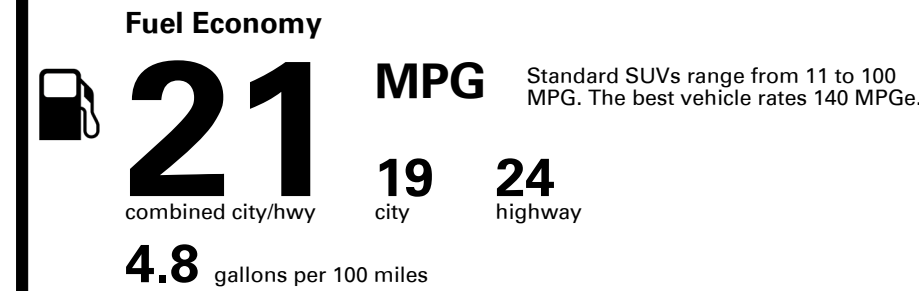 Fuel Economy
21 MPG
Standard SUVs range from 11 to 100
MPG. The best vehicle rates 140 MPGe.
19 24
combined city/hwy city highway
4.8 gallons per 100 miles